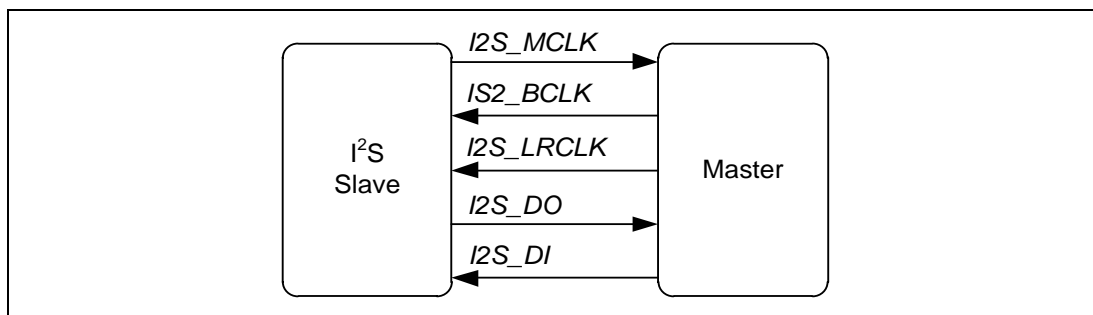 I2S_MCLK
IS2_BCLK
I2S_LRCLK
I2S_DO
I2S_DI
I²S
Slave
Master